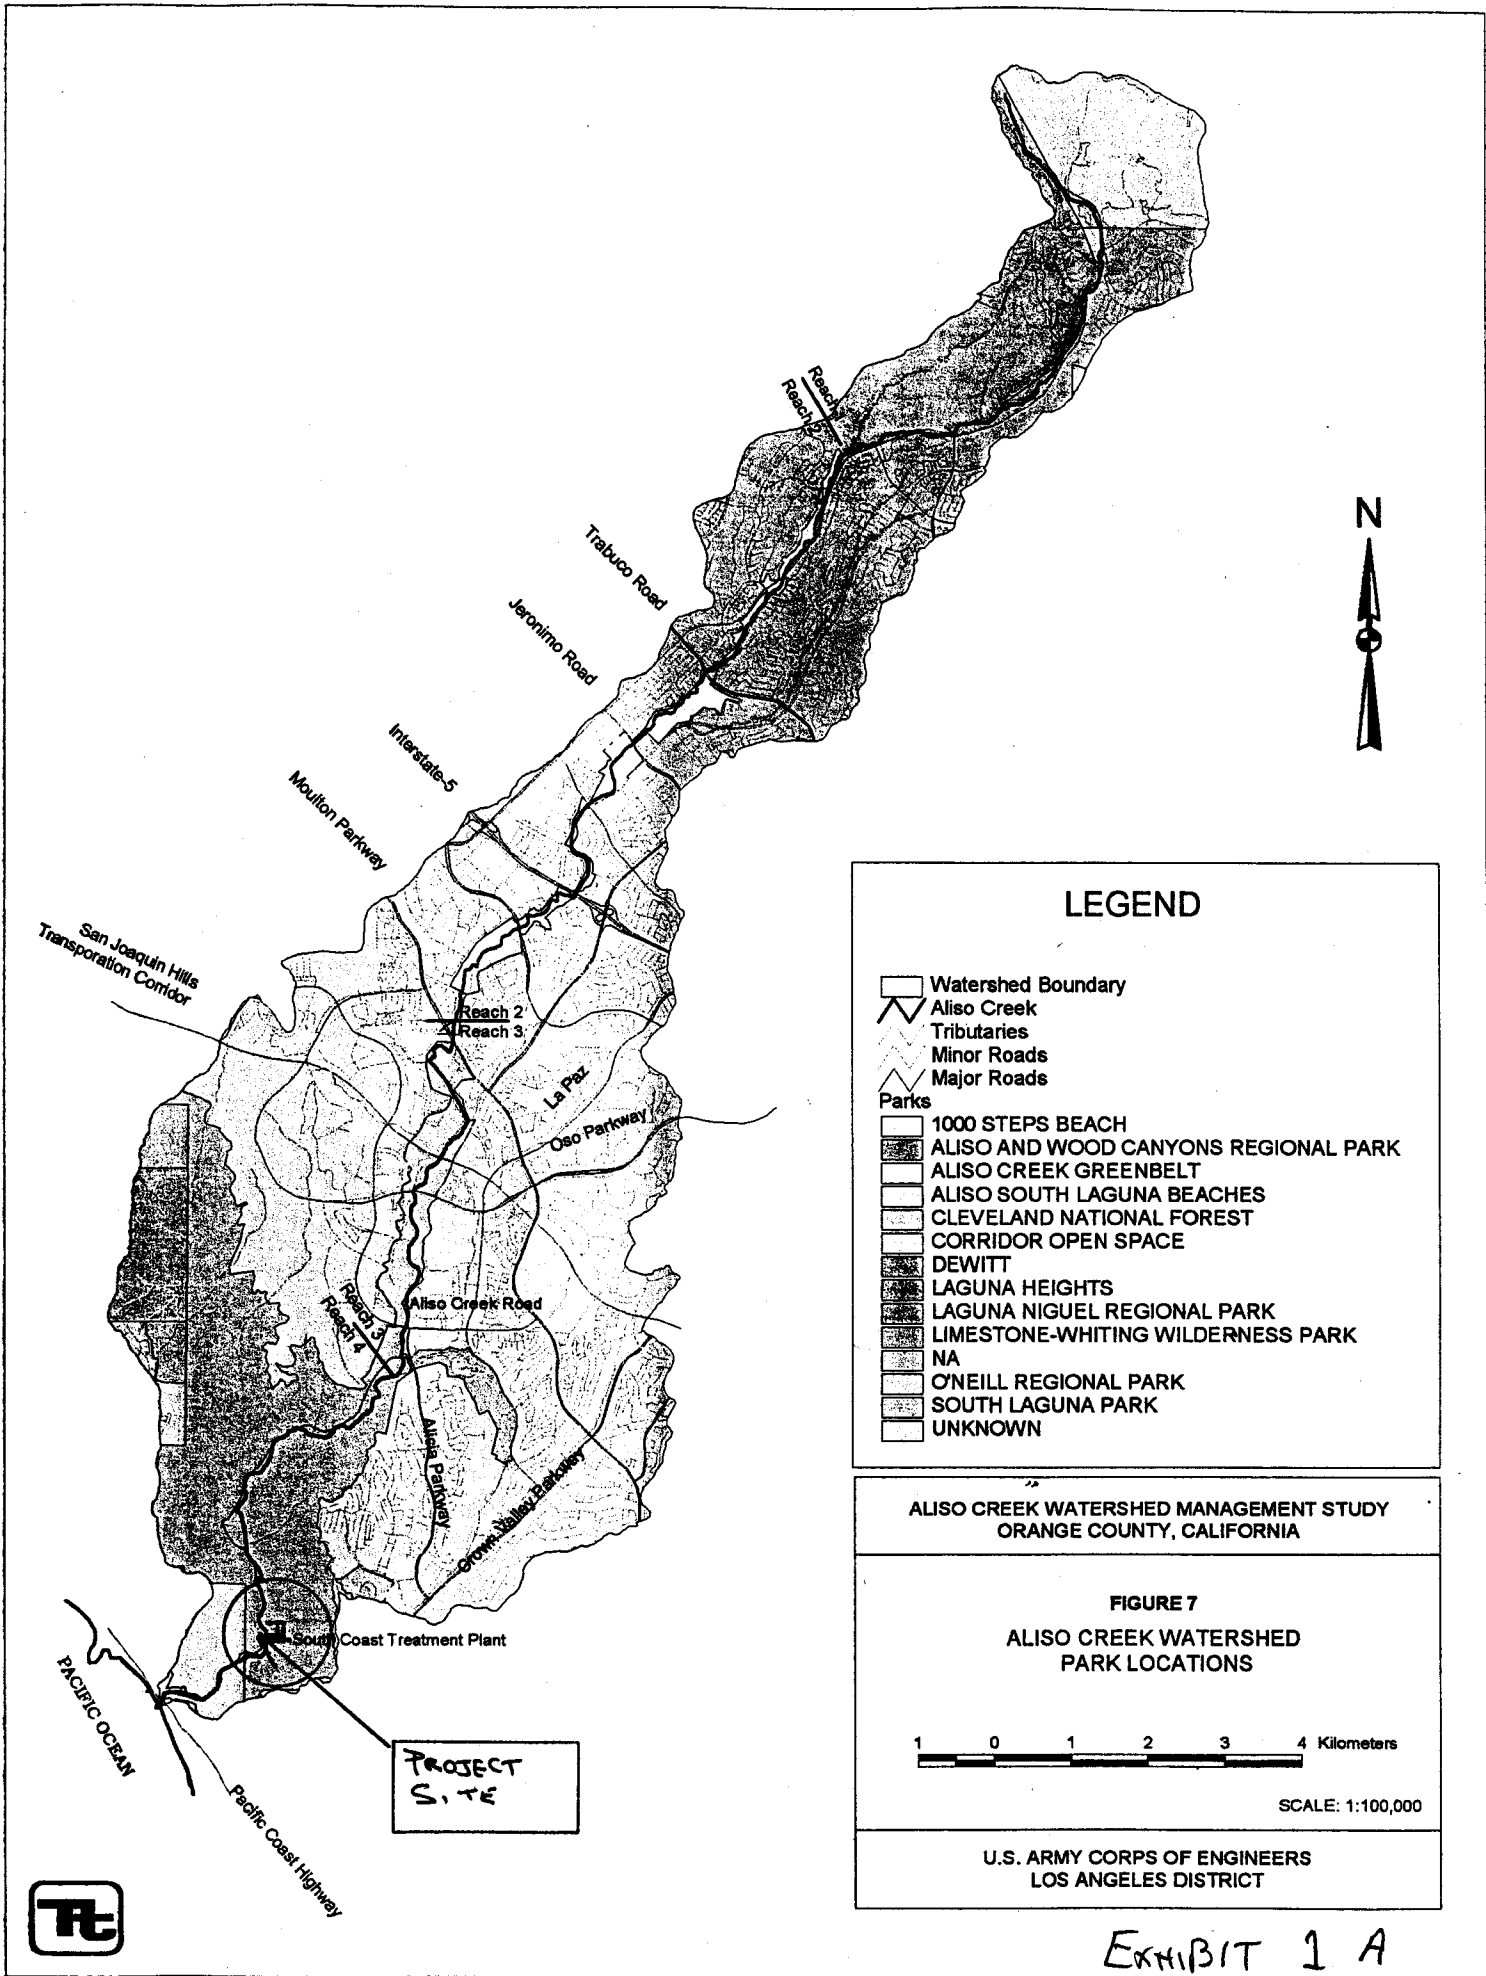 Reach 1
Reach 2
N
Trabuco Road
Jeronimo Road
Interstate-5
Moulton Parkway
San Joaquin Hills
Transporation Corridor
Reach 2
Reach 3
La Paz
Oso Parkway
Aliso Creek Road
Reach 3
Reach 4
Alicia Parkway
Crown Valley Parkway
South Coast Treatment Plant
PACIFIC OCEAN
Pacific Coast Highway
PROJECT
SITE
LEGEND
Watershed Boundary
Aliso Creek
Tributaries
Minor Roads
Major Roads
Parks
1000 STEPS BEACH
ALISO AND WOOD CANYONS REGIONAL PARK
ALISO CREEK GREENBELT
ALISO SOUTH LAGUNA BEACHES
CLEVELAND NATIONAL FOREST
CORRIDOR OPEN SPACE
DEWITT
LAGUNA HEIGHTS
LAGUNA NIGUEL REGIONAL PARK
LIMESTONE-WHITING WILDERNESS PARK
NA
O'NEILL REGIONAL PARK
SOUTH LAGUNA PARK
UNKNOWN
ALISO CREEK WATERSHED MANAGEMENT STUDY
ORANGE COUNTY, CALIFORNIA
FIGURE 7
ALISO CREEK WATERSHED
PARK LOCATIONS
1 0 1 2 3 4 Kilometers
SCALE: 1:100,000
U.S. ARMY CORPS OF ENGINEERS
LOS ANGELES DISTRICT
EXHIBIT 1 A